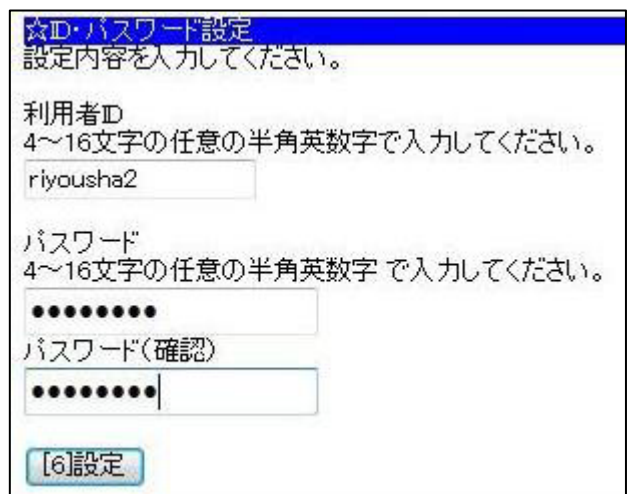 ☆ID・パスワード設定
設定内容を入力してください。
利用者ID
4～16文字の任意の半角英数字で入力してください。
riyousha2
パスワード
4～16文字の任意の半角英数字 で入力してください。
●●●●●●●●
パスワード(確認)
●●●●●●●●
[6]設定